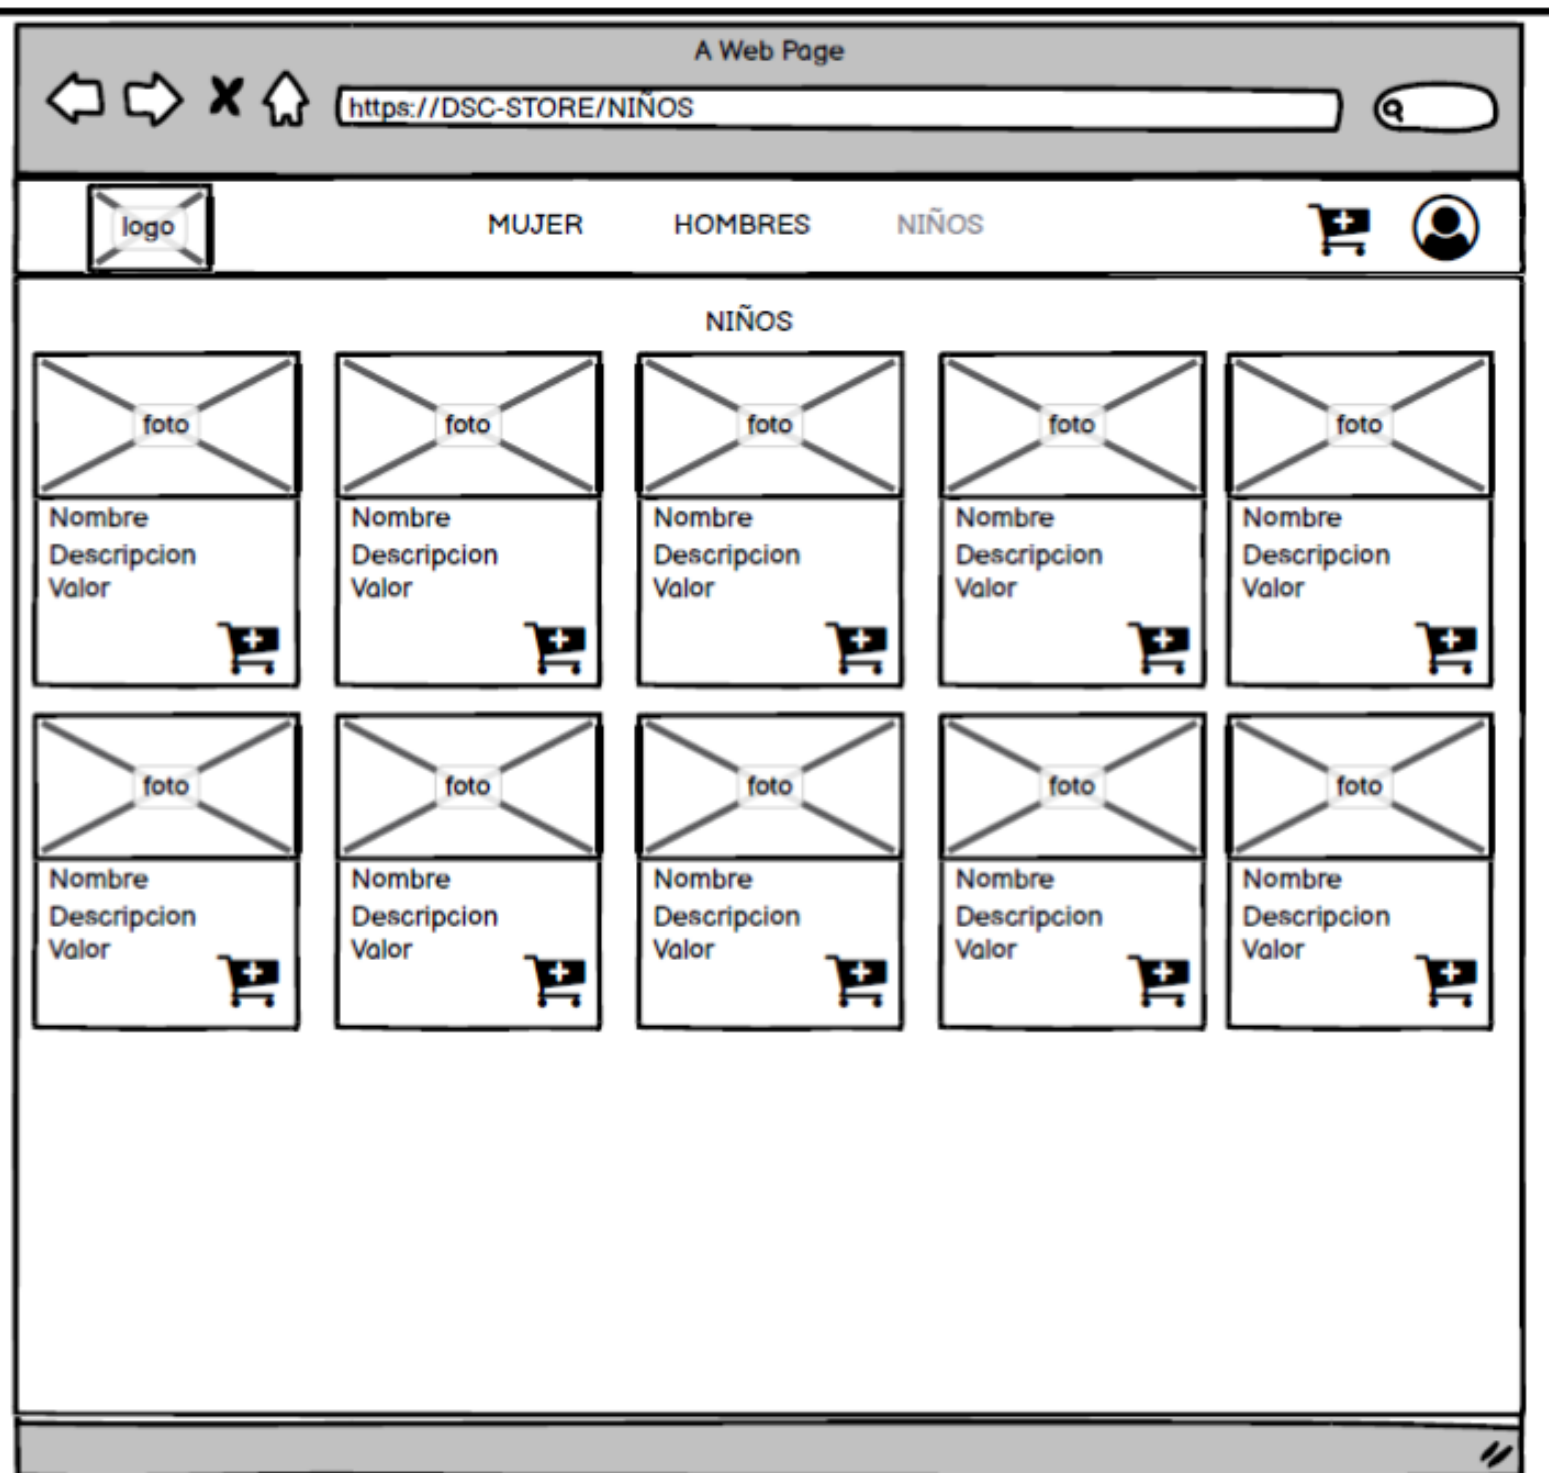 A Web Page
https://DSC-STORE/NIÑOS
logo MUJER HOMBRES NIÑOS
NIÑOS
foto foto foto foto foto
Nombre Nombre Nombre Nombre Nombre
Descripcion Descripcion Descripcion Descripcion Descripcion
Valor Valor Valor Valor Valor
foto foto foto foto foto
Nombre Nombre Nombre Nombre Nombre
Descripcion Descripcion Descripcion Descripcion Descripcion
Valor Valor Valor Valor Valor